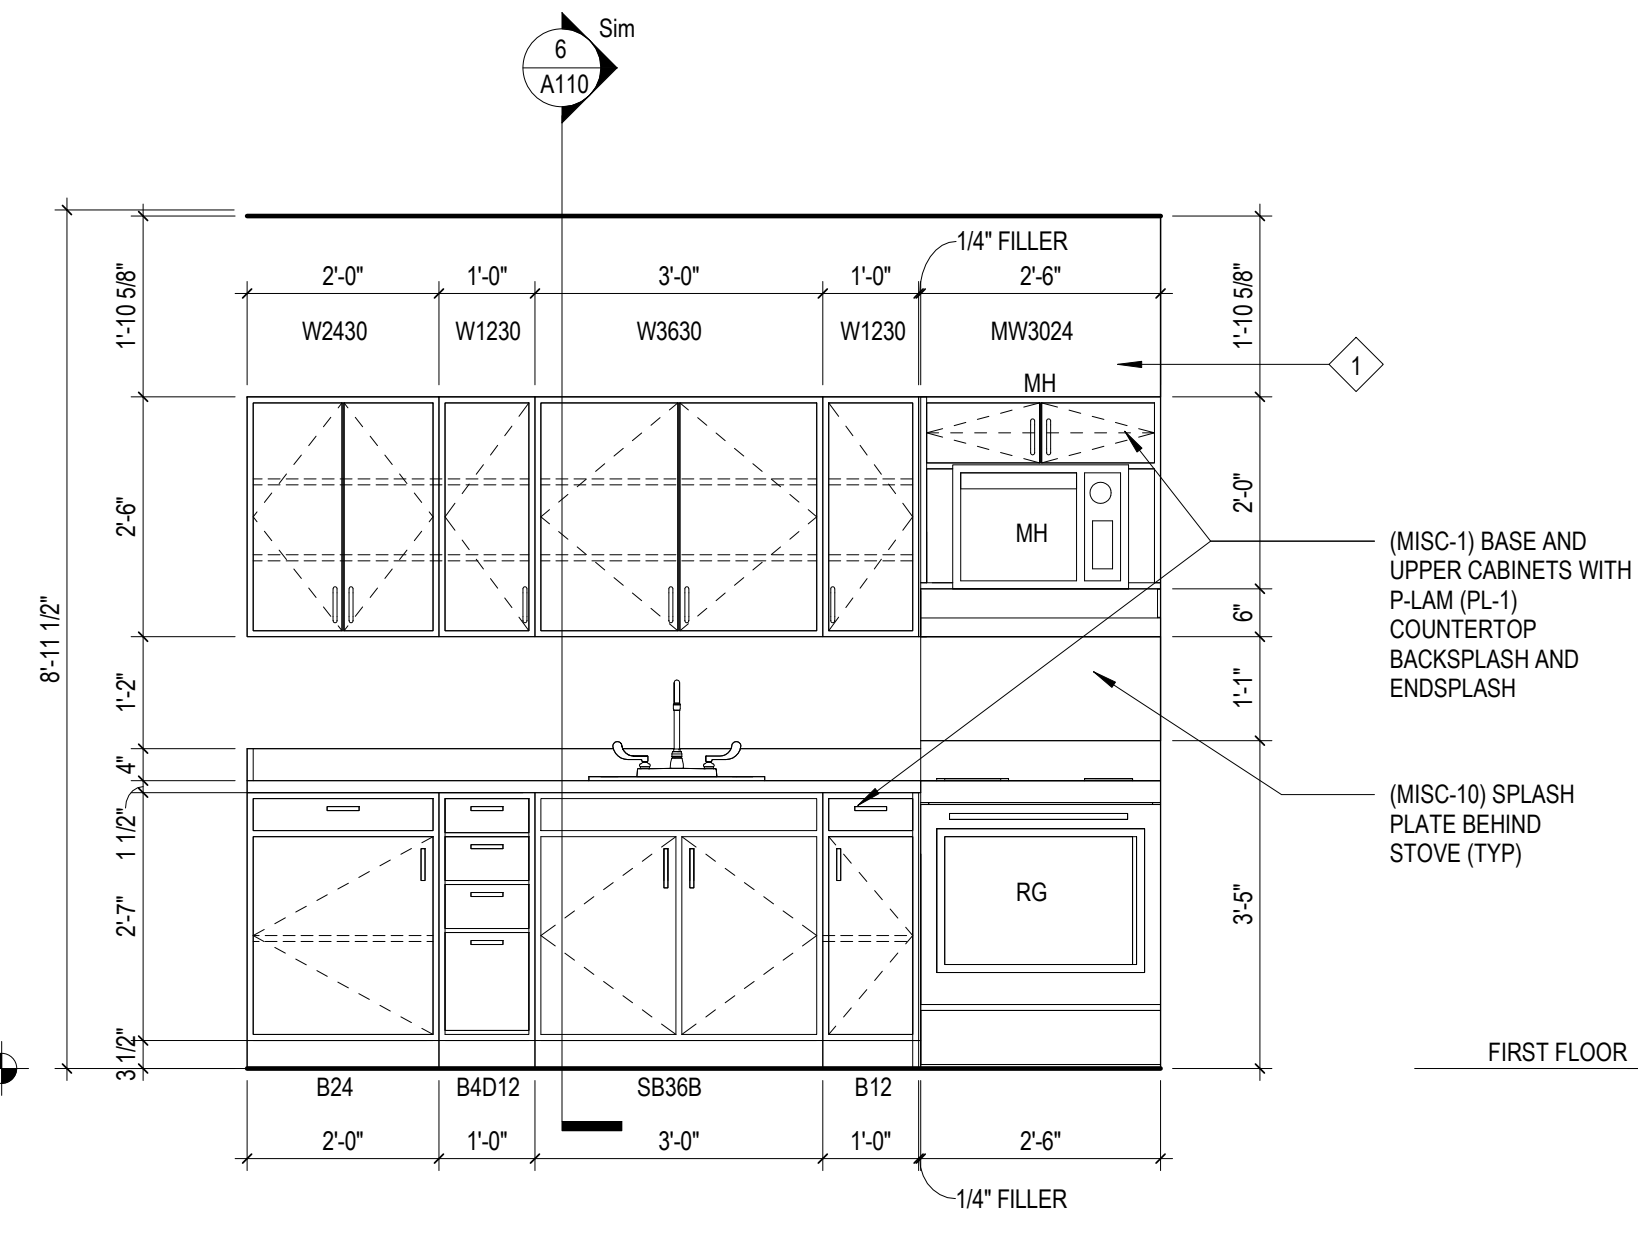 6
Sim
A110
1/4" FILLER
2'-0" 1'-0" 3'-0" 1'-0" 2'-6"
1'-10 5/8"
1'-10 5/8"
W2430 W1230 W3630 W1230 MW3024
1
MH
2'-6"
2'-0"
MH
(MISC-1) BASE AND
UPPER CABINETS WITH
P-LAM (PL-1)
COUNTERTOP
BACKSPLASH AND
ENDSPLASH
6"
8'-11 1/2"
1'-2"
1'-1"
4"
(MISC-10) SPLASH
PLATE BEHIND
STOVE (TYP)
1 1/2"
2'-7"
RG
3'-5"
3 1/2"
FIRST FLOOR
B24 B4D12 SB36B B12
2'-0" 1'-0" 3'-0" 1'-0" 2'-6"
1/4" FILLER